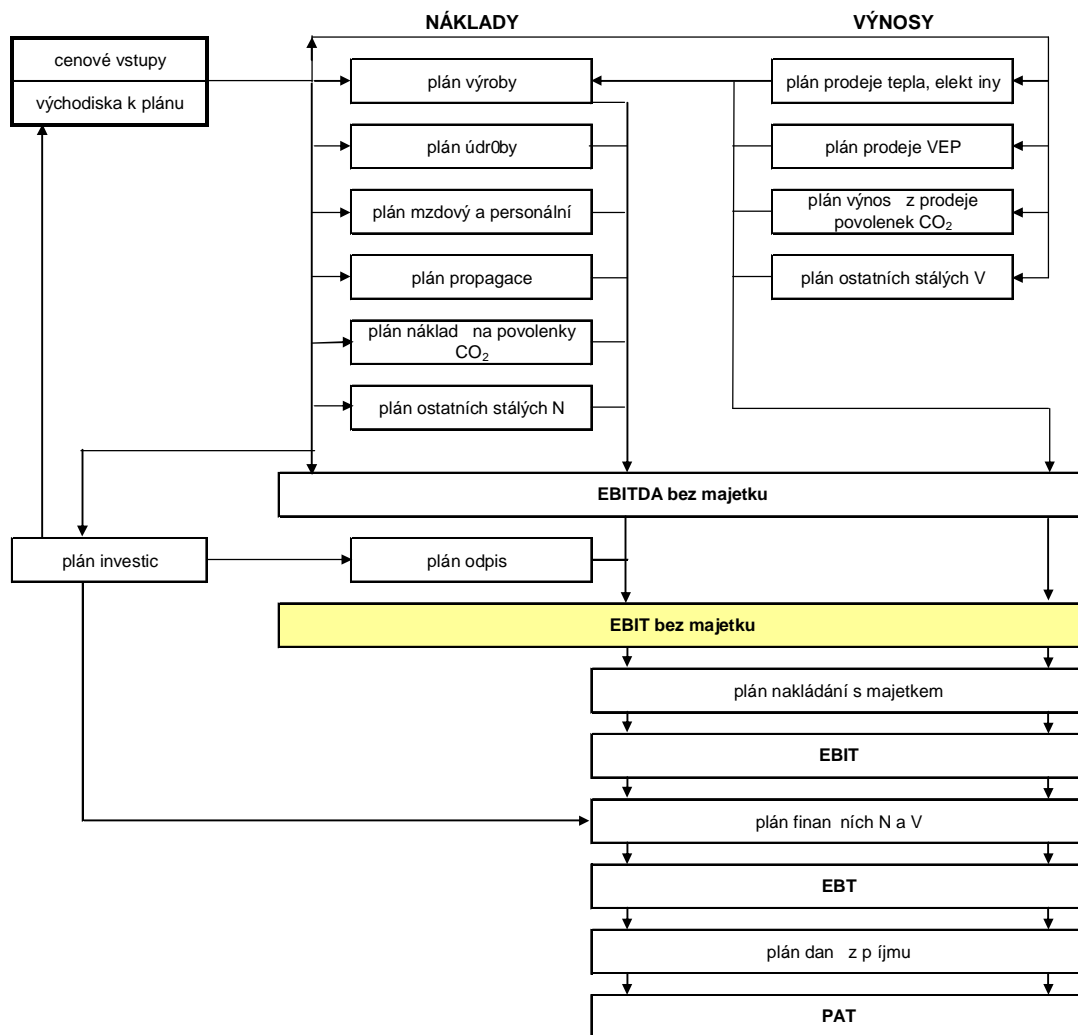 NÁKLADY
VÝNOSY
cenové vstupy
východiska k plánu
plán výroby
plán prodeje tepla, elekt iny
plán údr0by
plán prodeje VEP
plán mzdový a personální
plán výnos z prodeje
povolenek CO₂
plán propagace
plán ostatních stálých V
plán náklad na povolenky
CO₂
plán ostatních stálých N
EBITDA bez majetku
plán investic
plán odpis
EBIT bez majetku
plán nakládání s majetkem
EBIT
plán finan ních N a V
EBT
plán dan z p íjmu
PAT